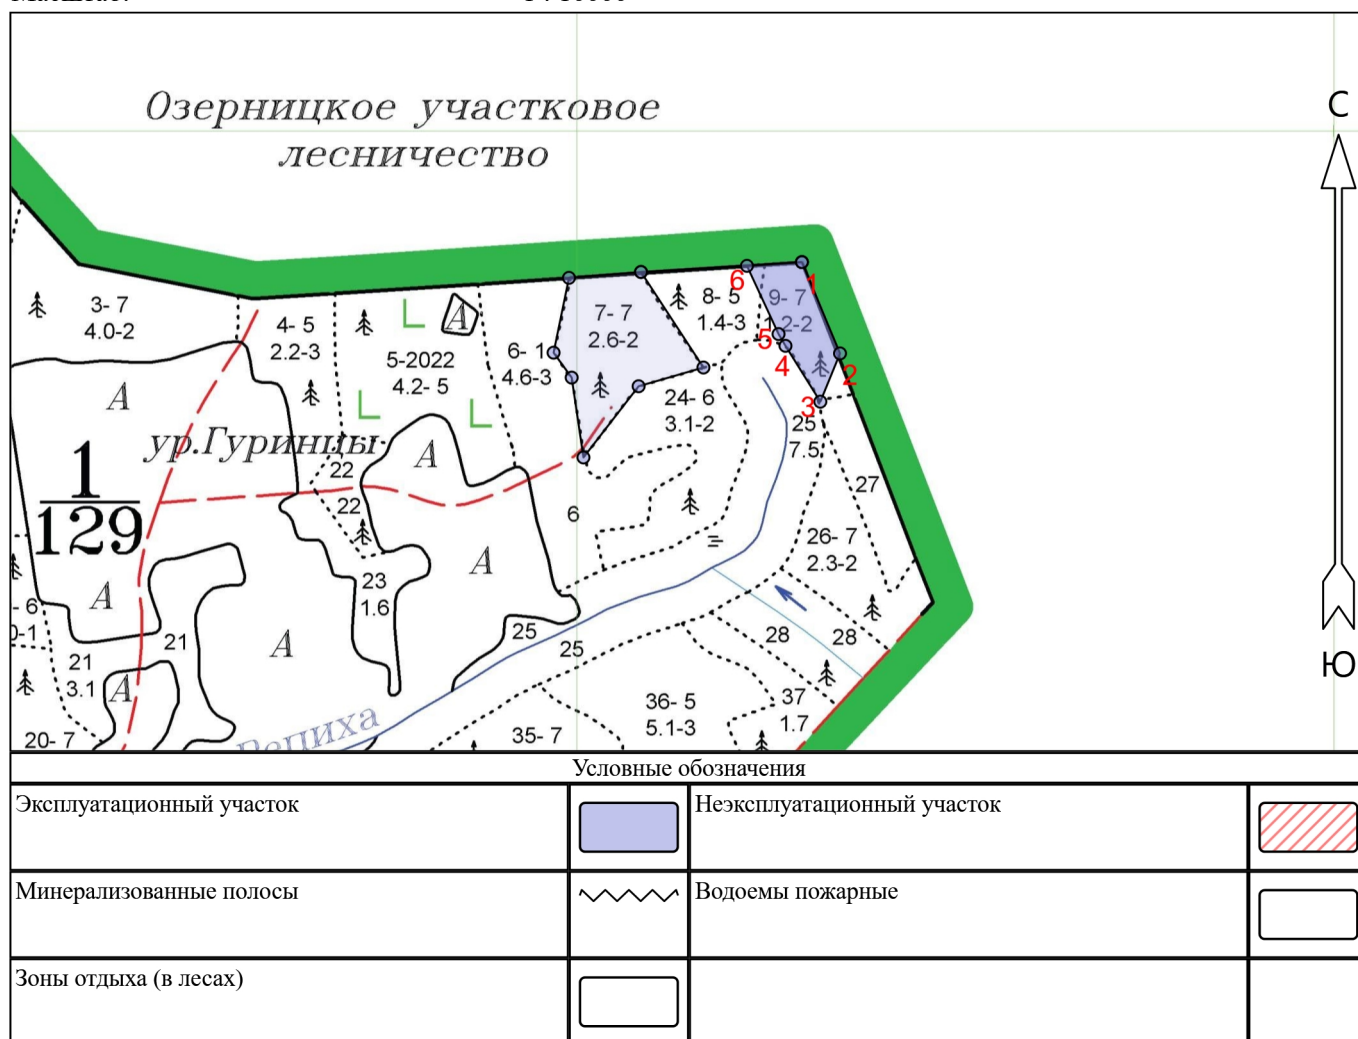 Озерницкое участковое
лесничество
С
3- 7
4.0-2
4- 5
2.2-3
А
5-2022
4.2- 5
6- 1
4.6-3
7- 7
2.6-2
8- 5
1.4-3
9- 7
6
1
5
4
2
3
24- 6
3.1-2
25
7.5
А
ур.Гуринцы
А
1
129
22
22
6
27
26- 7
2.3-2
А
А
23
1.6
21
А
25
25
28
28
21
3.1
А
36- 5
5.1-3
37
1.7
20- 7
35- 7
Ю
Условные обозначения
Эксплуатационный участок
Неэксплуатационный участок
Минерализованные полосы
Водоемы пожарные
Зоны отдыха (в лесах)